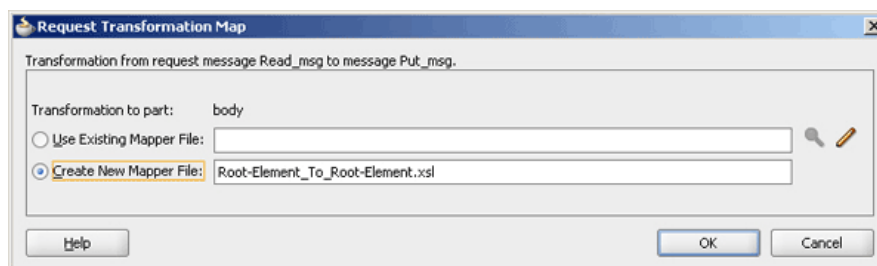 Request Transformation Map
Transformation from request message Read_msg to message Put_msg.
Transformation to part: body
Use Existing Mapper File:
Create New Mapper File: Root-Element_To_Root-Element.xsl
Help OK Cancel